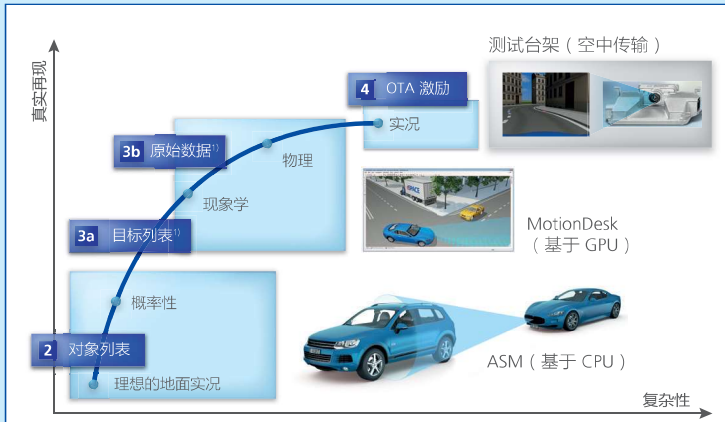 测试台架（空中传输）
真实再现
4 OTA 激励
实况
3b 原始数据1)
物理
现象学
dSPACE
MotionDesk
（基于 GPU）
3a 目标列表1)
概率性
2 对象列表
ASM（基于 CPU）
理想的地面实况
复杂性